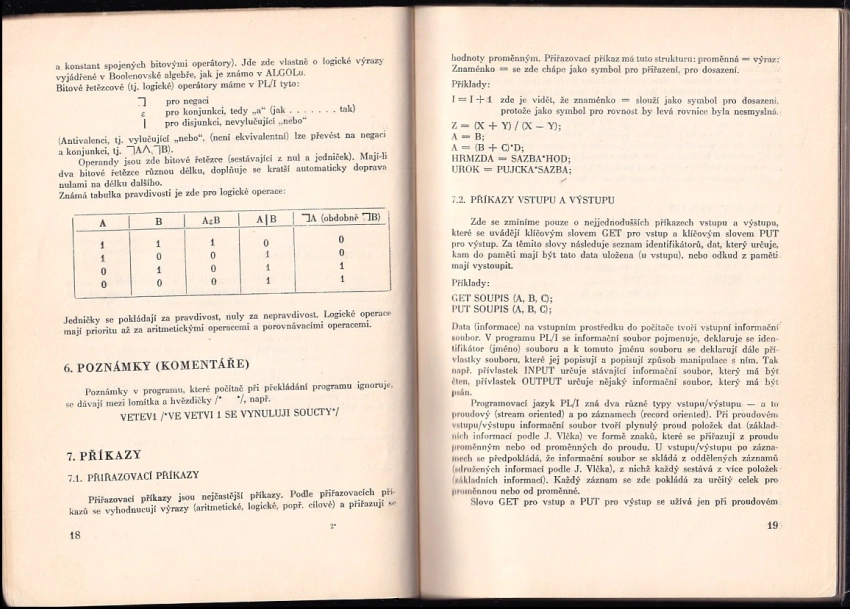 a konstant spojených bitovými operátory). Jde zde vlastně o logické výrazy
vyjádřené v Boolenovské algebře, jak je známo v ALGOLu.
Bitové řetězcové (tj. logické) operátory máme v PL/I tyto:
⏋ pro negaci
ε pro konjunkci, tedy „a“ (jak . . . . . . . tak)
| pro disjunkci, nevylučující „nebo“
(Antivalenci, tj. vylučující „nebo“, (není ekvivalentní) lze převést na negaci
a konjunkci, tj. ⏋A⋀,⏋B).
Operandy jsou zde bitové řetězce (sestávající z nul a jedniček). Mají-li
dva bitové řetězce různou délku, doplňuje se kratší automaticky doprava
nulami na délku dalšího.
Známá tabulka pravdivosti je zde pro logické operace:
A B AεB A|B ⏋A (obdobně ⏋B)
1 1 1 0 0
1 0 0 1 0
0 1 0 1 1
0 0 0 1 1
Jedničky se pokládají za pravdivost, nuly za nepravdivost. Logické operace
mají prioritu až za aritmetickými operacemi a porovnávacími operacemi.
6. POZNÁMKY (KOMENTÁŘE)
Poznámky v programu, které počítač při překládání programu ignoruje,
se dávají mezi lomítka a hvězdičky /* */, např.
VETEV1 /*VE VETVI 1 SE VYNULUJI SOUCTY*/
7. PŘÍKAZY
7.1. PŘIŘAZOVACÍ PŘÍKAZY
Přiřazovací příkazy jsou nejčastější příkazy. Podle přiřazovacích pří-
kazů se vyhodnucují výrazy (aritmetické, logické, popř. cílové) a přiřazují se
18
2*
hodnoty proměnným. Přiřazovací příkaz má tuto strukturu: proměnná = výraz;
Znaménko = se zde chápe jako symbol pro přiřazení, pro dosazení.
Příklady:
I = I + 1 zde je vidět, že znaménko = slouží jako symbol pro dosazení,
protože jako symbol pro rovnost by levá rovnice byla nesmyslná.
Z = (X + Y) / (X — Y);
A = B;
A = (B + C)*D;
HRMZDA = SAZBA*HOD;
UROK = PUJCKA*SAZBA;
7.2. PŘÍKAZY VSTUPU A VÝSTUPU
Zde se zmíníme pouze o nejjednodušších příkazech vstupu a výstupu,
které se uvádějí klíčovým slovem GET pro vstup a klíčovým slovem PUT
pro výstup. Za těmito slovy následuje seznam identifikátorů, dat, který určuje,
kam do paměti mají být tato data uložena (u vstupu), nebo odkud z paměti
mají vystoupit.
Příklady:
GET SOUPIS (A, B, C);
PUT SOUPIS (A, B, C);
Data (informace) na vstupním prostředku do počítače tvoří vstupní informační
soubor. V programu PL/I se informační soubor pojmenuje, deklaruje se iden-
tifikátor (jméno) souboru a k tomuto jménu souboru se deklarují dále pří-
vlastky souboru, které jej popisují a popisují způsob manipulace s ním. Tak
např. přívlastek INPUT určuje stávající informační soubor, který má být
čten, přívlastek OUTPUT určuje nějaký informační soubor, který má být
psán.
Programovací jazyk PL/I zná dva různé typy vstupu/výstupu — a to
proudový (stream oriented) a po záznamech (record oriented). Při proudovém
vstupu/výstupu informační soubor tvoří plynulý proud položek dat (základ-
ních informací podle J. Vlčka) ve formě znaků, které se přiřazují z proudu
proměnným nebo od proměnných do proudu. U vstupu/výstupu po zázna-
mech se předpokládá, že informační soubor se skládá z oddělených záznamů
(sdružených informací podle J. Vlčka), z nichž každý sestává z více položek
(základních informací). Každý záznam se zde pokládá za určitý celek pro
proměnnou nebo od proměnné.
Slovo GET pro vstup a PUT pro výstup se užívá jen při proudovém
19